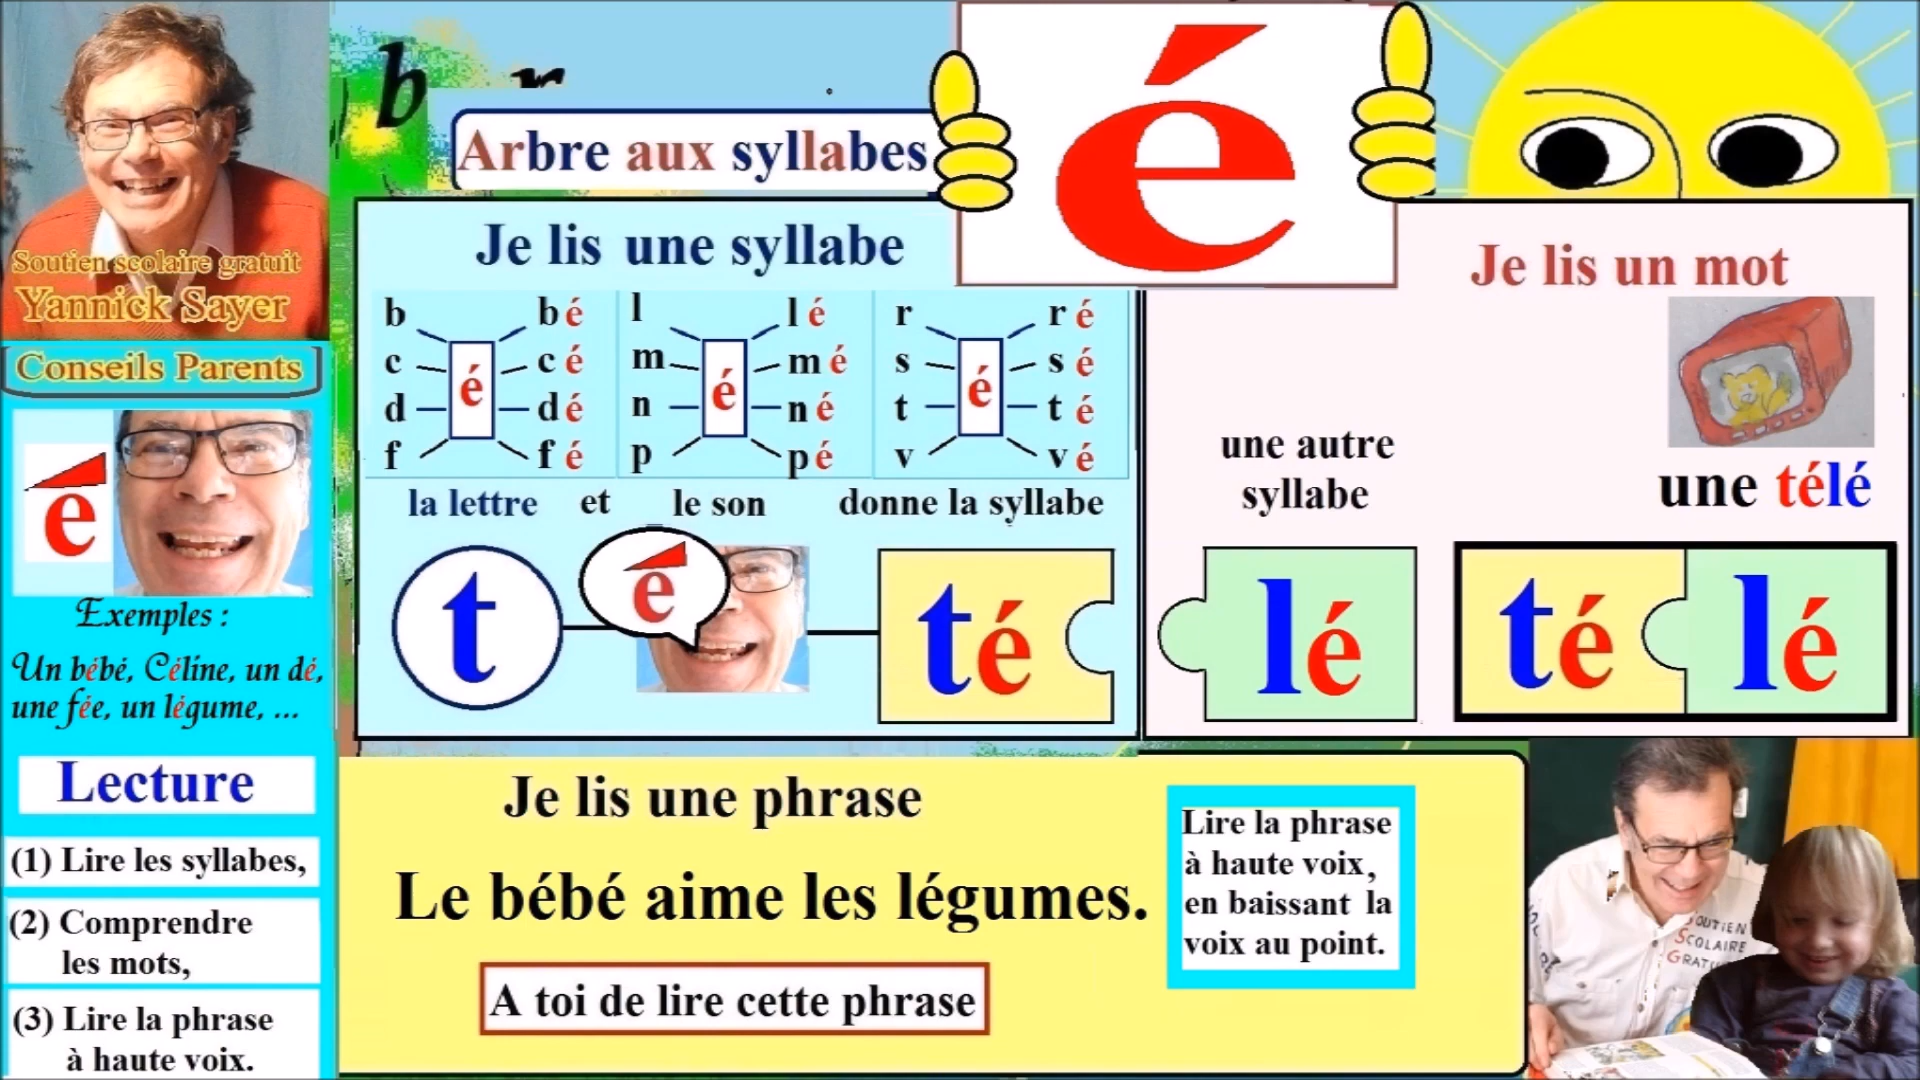 b r
Arbre aux syllabes
é
Soutien scolaire gratuit
Yannick Sayer
Conseils Parents
é
Exemples :
Un bébé, Céline, un dé,
une fée, un légume, ...
Lecture
(1) Lire les syllabes,
(2) Comprendre
les mots,
(3) Lire la phrase
à haute voix.
Je lis une syllabe
b bé
c é cé
d dé
f fé
l lé
m é mé
n né
p pé
r ré
s é sé
t té
v vé
la lettre et le son donne la syllabe
t é té
Je lis un mot
une autre
syllabe
une télé
lé
té lé
Je lis une phrase
Le bébé aime les légumes.
A toi de lire cette phrase
Lire la phrase
à haute voix,
en baissant la
voix au point.
SOUTIEN
SCOLAIRE